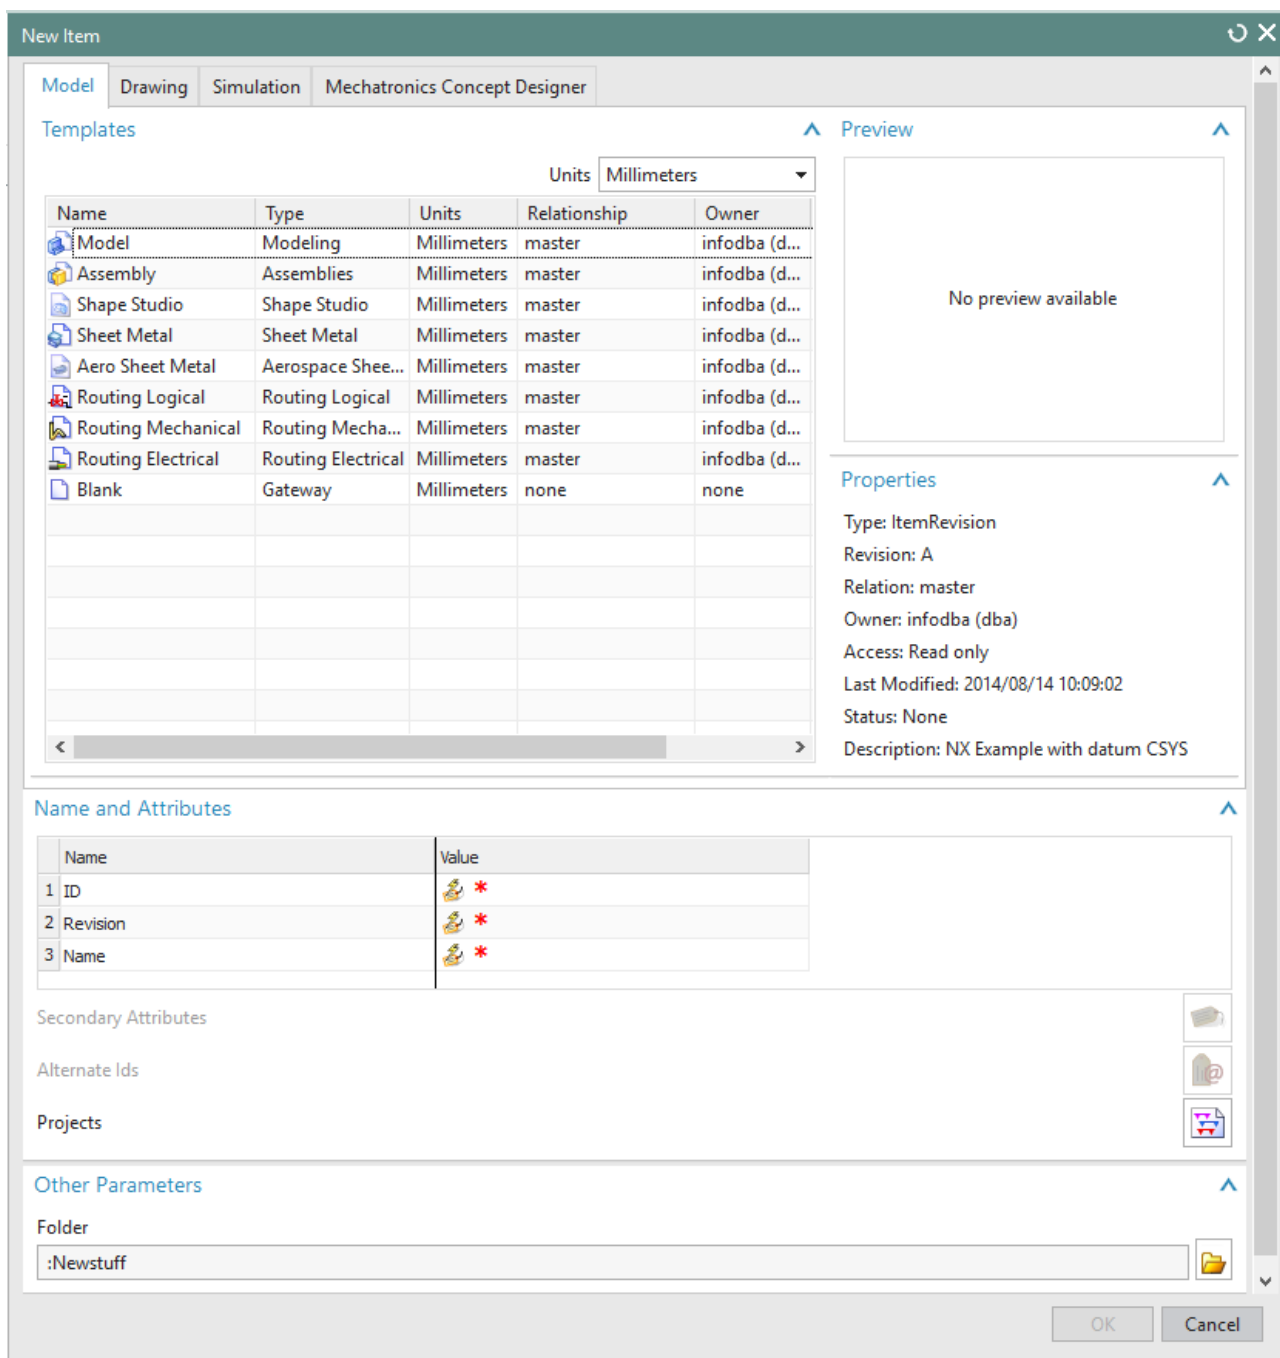 New Item
Model Drawing Simulation Mechatronics Concept Designer
Templates
Units Millimeters
Name Type Units Relationship Owner
Model Modeling Millimeters master infodba (d...
Assembly Assemblies Millimeters master infodba (d...
Shape Studio Shape Studio Millimeters master infodba (d...
Sheet Metal Sheet Metal Millimeters master infodba (d...
Aero Sheet Metal Aerospace Shee... Millimeters master infodba (d...
Routing Logical Routing Logical Millimeters master infodba (d...
Routing Mechanical Routing Mecha... Millimeters master infodba (d...
Routing Electrical Routing Electrical Millimeters master infodba (d...
Blank Gateway Millimeters none none
Preview
No preview available
Properties
Type: ItemRevision
Revision: A
Relation: master
Owner: infodba (dba)
Access: Read only
Last Modified: 2014/08/14 10:09:02
Status: None
Description: NX Example with datum CSYS
Name and Attributes
Name Value
1 ID *
2 Revision *
3 Name *
Secondary Attributes
Alternate Ids
Projects
Other Parameters
Folder
:Newstuff
OK Cancel